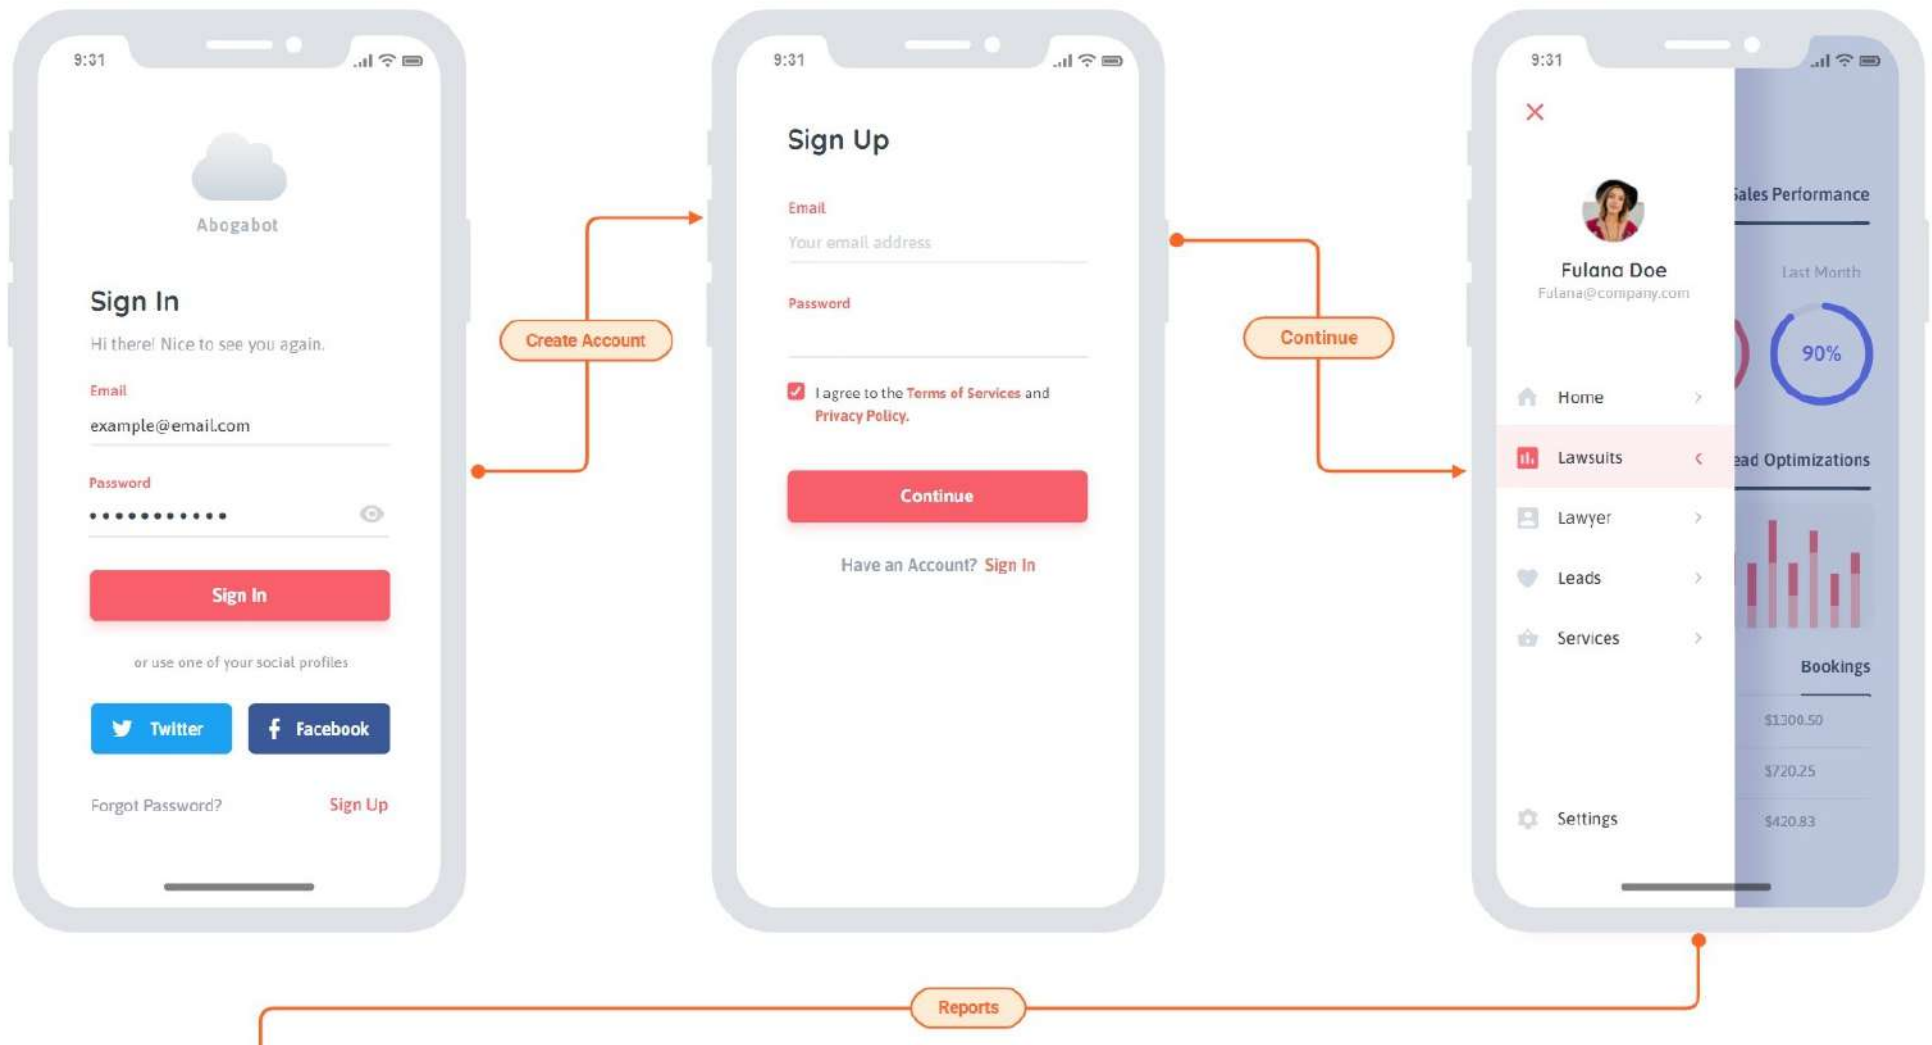 9:31
Abogabot
Sign In
Hi there! Nice to see you again.
Email
example@email.com
Password
Sign In
or use one of your social profiles
Twitter
Facebook
Forgot Password?
Sign Up
Create Account
9:31
Sign Up
Email
Your email address
Password
I agree to the Terms of Services and
Privacy Policy.
Continue
Have an Account? Sign In
Continue
9:31
Fulana Doe
Fulana@company.com
Home
Lawsuits
Lawyer
Leads
Services
Settings
Performance
Last Month
90%
Optimizations
Bookings
$1300.50
$720.25
$420.83
Reports